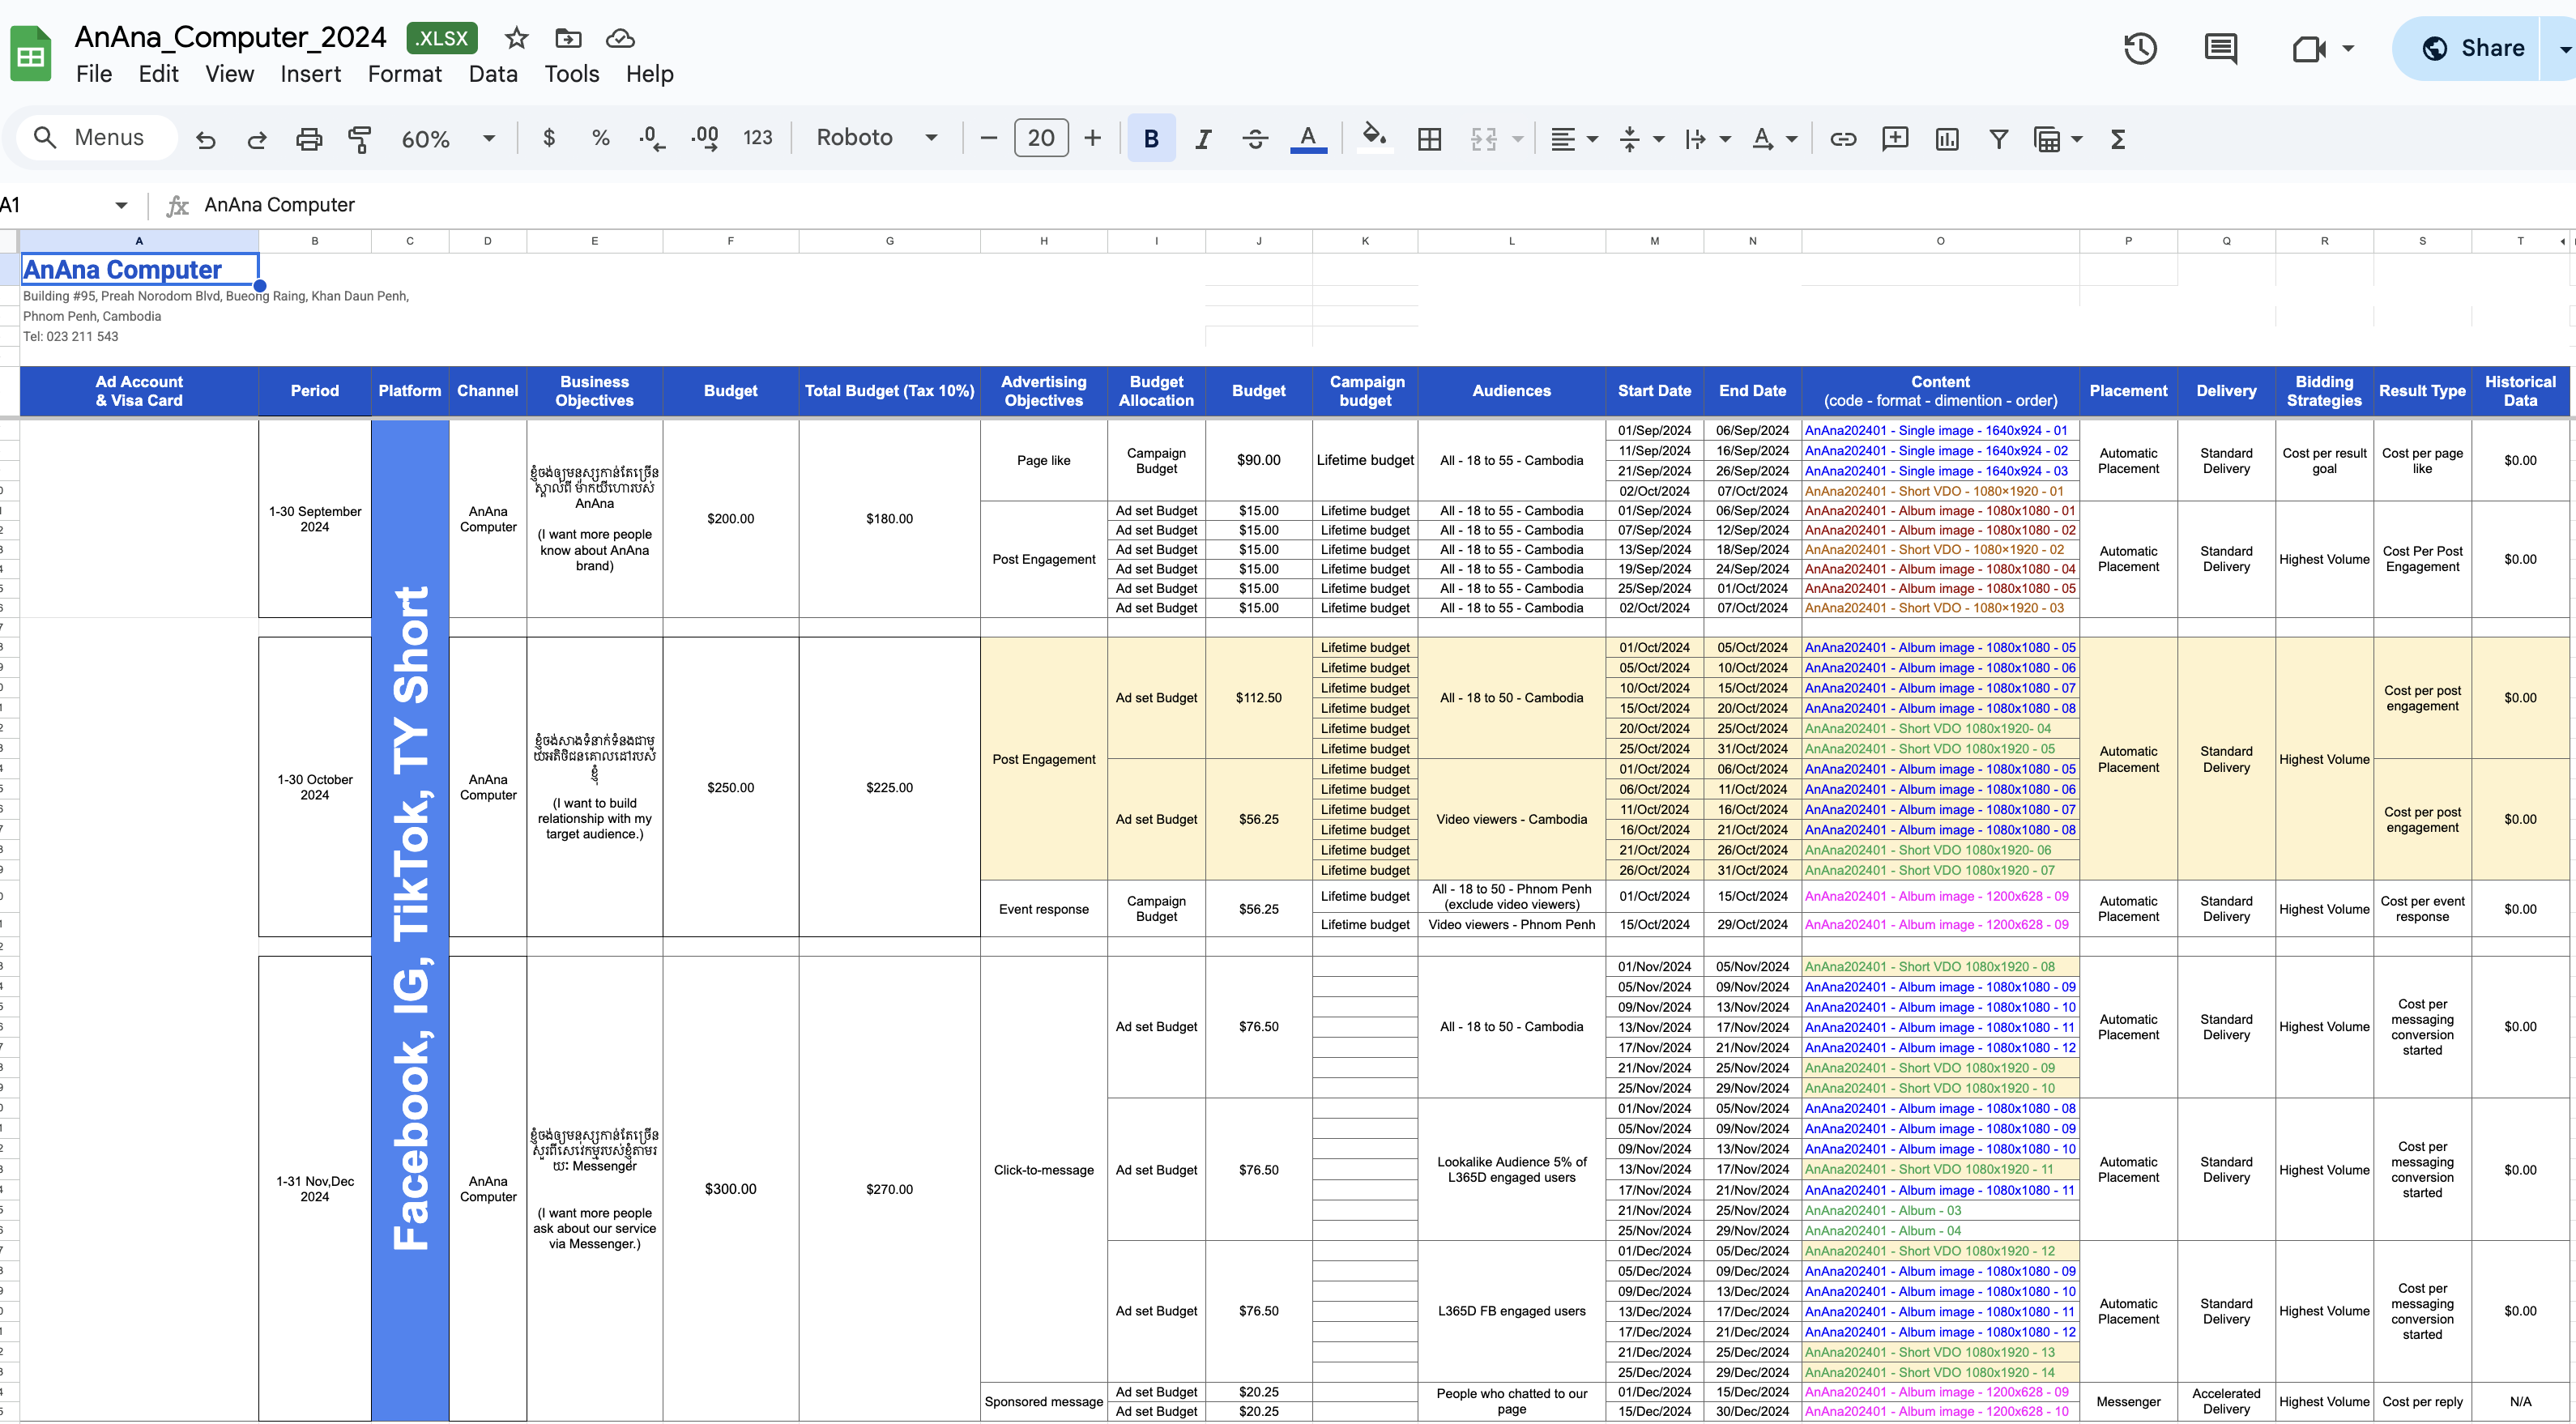 AnAna_Computer_2024 .XLSX
File Edit View Insert Format Data Tools Help
Share
Menus 60% $ % .0 .00 123 Roboto 20 B I S A
A1 fx AnAna Computer
A B C D E F G H I J K L M N O P Q R S T
AnAna Computer
Building #95, Preah Norodom Blvd, Bueong Raing, Khan Daun Penh,
Phnom Penh, Cambodia
Tel: 023 211 543
Ad Account & Visa Card
Period
Platform
Channel
Business Objectives
Budget
Total Budget (Tax 10%)
Advertising Objectives
Budget Allocation
Budget
Campaign budget
Audiences
Start Date
End Date
Content
(code - format - dimention - order)
Placement
Delivery
Bidding Strategies
Result Type
Historical Data
Facebook, IG, TikTok, TY Short
1-30 September
2024
AnAna
Computer
ខ្ញុំចង់ឲ្យមនុស្សកាន់តែច្រើន
ស្គាល់ពី ម៉ាកយីហោរបស់
AnAna
(I want more people
know about AnAna
brand)
$200.00
$180.00
Page like
Campaign
Budget
$90.00
Lifetime budget
All - 18 to 55 - Cambodia
01/Sep/2024 06/Sep/2024 AnAna202401 - Single image - 1640x924 - 01
11/Sep/2024 16/Sep/2024 AnAna202401 - Single image - 1640x924 - 02
21/Sep/2024 26/Sep/2024 AnAna202401 - Single image - 1640x924 - 03
02/Oct/2024 07/Oct/2024 AnAna202401 - Short VDO - 1080×1920 - 01
Automatic
Placement
Standard
Delivery
Cost per result
goal
Cost per page
like
$0.00
Post Engagement
Ad set Budget $15.00 Lifetime budget All - 18 to 55 - Cambodia 01/Sep/2024 06/Sep/2024 AnAna202401 - Album image - 1080x1080 - 01
Ad set Budget $15.00 Lifetime budget All - 18 to 55 - Cambodia 07/Sep/2024 12/Sep/2024 AnAna202401 - Album image - 1080x1080 - 02
Ad set Budget $15.00 Lifetime budget All - 18 to 55 - Cambodia 13/Sep/2024 18/Sep/2024 AnAna202401 - Short VDO - 1080×1920 - 02
Ad set Budget $15.00 Lifetime budget All - 18 to 55 - Cambodia 19/Sep/2024 24/Sep/2024 AnAna202401 - Album image - 1080x1080 - 04
Ad set Budget $15.00 Lifetime budget All - 18 to 55 - Cambodia 25/Sep/2024 01/Oct/2024 AnAna202401 - Album image - 1080x1080 - 05
Ad set Budget $15.00 Lifetime budget All - 18 to 55 - Cambodia 02/Oct/2024 07/Oct/2024 AnAna202401 - Short VDO - 1080×1920 - 03
Automatic
Placement
Standard
Delivery
Highest Volume
Cost Per Post
Engagement
$0.00
1-30 October
2024
AnAna
Computer
ខ្ញុំចង់សាងទំនាក់ទំនងជាមួ
យអតិថិជនគោលដៅរបស់
ខ្ញុំ
(I want to build
relationship with my
target audience.)
$250.00
$225.00
Post Engagement
Ad set Budget
$112.50
All - 18 to 50 - Cambodia
Lifetime budget 01/Oct/2024 05/Oct/2024 AnAna202401 - Album image - 1080x1080 - 05
Lifetime budget 05/Oct/2024 10/Oct/2024 AnAna202401 - Album image - 1080x1080 - 06
Lifetime budget 10/Oct/2024 15/Oct/2024 AnAna202401 - Album image - 1080x1080 - 07
Lifetime budget 15/Oct/2024 20/Oct/2024 AnAna202401 - Album image - 1080x1080 - 08
Lifetime budget 20/Oct/2024 25/Oct/2024 AnAna202401 - Short VDO 1080x1920- 04
Lifetime budget 25/Oct/2024 31/Oct/2024 AnAna202401 - Short VDO 1080x1920 - 05
Cost per post
engagement
$0.00
Ad set Budget
$56.25
Video viewers - Cambodia
Lifetime budget 01/Oct/2024 06/Oct/2024 AnAna202401 - Album image - 1080x1080 - 05
Lifetime budget 06/Oct/2024 11/Oct/2024 AnAna202401 - Album image - 1080x1080 - 06
Lifetime budget 11/Oct/2024 16/Oct/2024 AnAna202401 - Album image - 1080x1080 - 07
Lifetime budget 16/Oct/2024 21/Oct/2024 AnAna202401 - Album image - 1080x1080 - 08
Lifetime budget 21/Oct/2024 26/Oct/2024 AnAna202401 - Short VDO 1080x1920- 06
Lifetime budget 26/Oct/2024 31/Oct/2024 AnAna202401 - Short VDO 1080x1920 - 07
Automatic
Placement
Standard
Delivery
Highest Volume
Cost per post
engagement
$0.00
Event response
Campaign
Budget
$56.25
Lifetime budget
All - 18 to 50 - Phnom Penh
(exclude video viewers)
01/Oct/2024 15/Oct/2024 AnAna202401 - Album image - 1200x628 - 09
Lifetime budget Video viewers - Phnom Penh 15/Oct/2024 29/Oct/2024 AnAna202401 - Album image - 1200x628 - 09
Automatic
Placement
Standard
Delivery
Highest Volume
Cost per event
response
$0.00
1-31 Nov,Dec
2024
AnAna
Computer
ខ្ញុំចង់ឲ្យមនុស្សកាន់តែច្រើន
សួរពីសេវាកម្មរបស់ខ្ញុំតាមរ
យៈ Messenger
(I want more people
ask about our service
via Messenger.)
$300.00
$270.00
Click-to-message
Ad set Budget
$76.50
All - 18 to 50 - Cambodia
01/Nov/2024 05/Nov/2024 AnAna202401 - Short VDO 1080x1920 - 08
05/Nov/2024 09/Nov/2024 AnAna202401 - Album image - 1080x1080 - 09
09/Nov/2024 13/Nov/2024 AnAna202401 - Album image - 1080x1080 - 10
13/Nov/2024 17/Nov/2024 AnAna202401 - Album image - 1080x1080 - 11
17/Nov/2024 21/Nov/2024 AnAna202401 - Album image - 1080x1080 - 12
21/Nov/2024 25/Nov/2024 AnAna202401 - Short VDO 1080x1920 - 09
25/Nov/2024 29/Nov/2024 AnAna202401 - Short VDO 1080x1920 - 10
Automatic
Placement
Standard
Delivery
Highest Volume
Cost per
messaging
conversion
started
$0.00
Ad set Budget
$76.50
Lookalike Audience 5% of
L365D engaged users
01/Nov/2024 05/Nov/2024 AnAna202401 - Album image - 1080x1080 - 08
05/Nov/2024 09/Nov/2024 AnAna202401 - Album image - 1080x1080 - 09
09/Nov/2024 13/Nov/2024 AnAna202401 - Album image - 1080x1080 - 10
13/Nov/2024 17/Nov/2024 AnAna202401 - Short VDO 1080x1920 - 11
17/Nov/2024 21/Nov/2024 AnAna202401 - Album image - 1080x1080 - 11
21/Nov/2024 25/Nov/2024 AnAna202401 - Album - 03
25/Nov/2024 29/Nov/2024 AnAna202401 - Album - 04
Automatic
Placement
Standard
Delivery
Highest Volume
Cost per
messaging
conversion
started
$0.00
Ad set Budget
$76.50
L365D FB engaged users
01/Dec/2024 05/Dec/2024 AnAna202401 - Short VDO 1080x1920 - 12
05/Dec/2024 09/Dec/2024 AnAna202401 - Album image - 1080x1080 - 09
09/Dec/2024 13/Dec/2024 AnAna202401 - Album image - 1080x1080 - 10
13/Dec/2024 17/Dec/2024 AnAna202401 - Album image - 1080x1080 - 11
17/Dec/2024 21/Dec/2024 AnAna202401 - Album image - 1080x1080 - 12
21/Dec/2024 25/Dec/2024 AnAna202401 - Short VDO 1080x1920 - 13
25/Dec/2024 29/Dec/2024 AnAna202401 - Short VDO 1080x1920 - 14
Automatic
Placement
Standard
Delivery
Highest Volume
Cost per
messaging
conversion
started
$0.00
Sponsored message
Ad set Budget $20.25
Ad set Budget $20.25
People who chatted to our
page
01/Dec/2024 15/Dec/2024 AnAna202401 - Album image - 1200x628 - 09
15/Dec/2024 30/Dec/2024 AnAna202401 - Album image - 1200x628 - 10
Messenger
Accelerated
Delivery
Highest Volume
Cost per reply
N/A